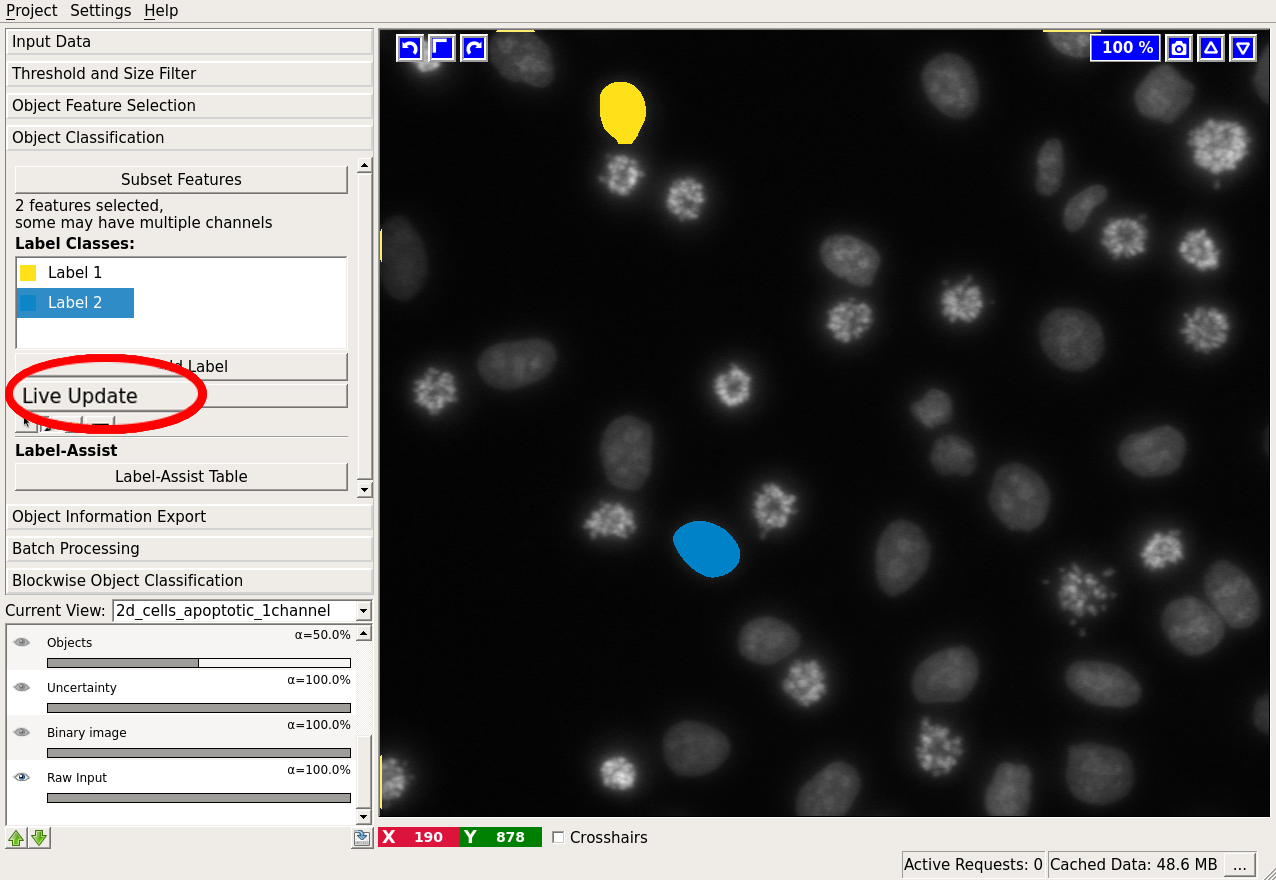 Project Settings Help
Input Data
Threshold and Size Filter
Object Feature Selection
Object Classification
Subset Features
2 features selected,
some may have multiple channels
Label Classes:
Label 1
Label 2
Label
Live Update
Label-Assist
Label-Assist Table
Object Information Export
Batch Processing
Blockwise Object Classification
Current View: 2d_cells_apoptotic_1channel
Objects α=50.0%
Uncertainty α=100.0%
Binary image α=100.0%
Raw Input α=100.0%
100 %
X 190 Y 878 Crosshairs
Active Requests: 0 Cached Data: 48.6 MB ...